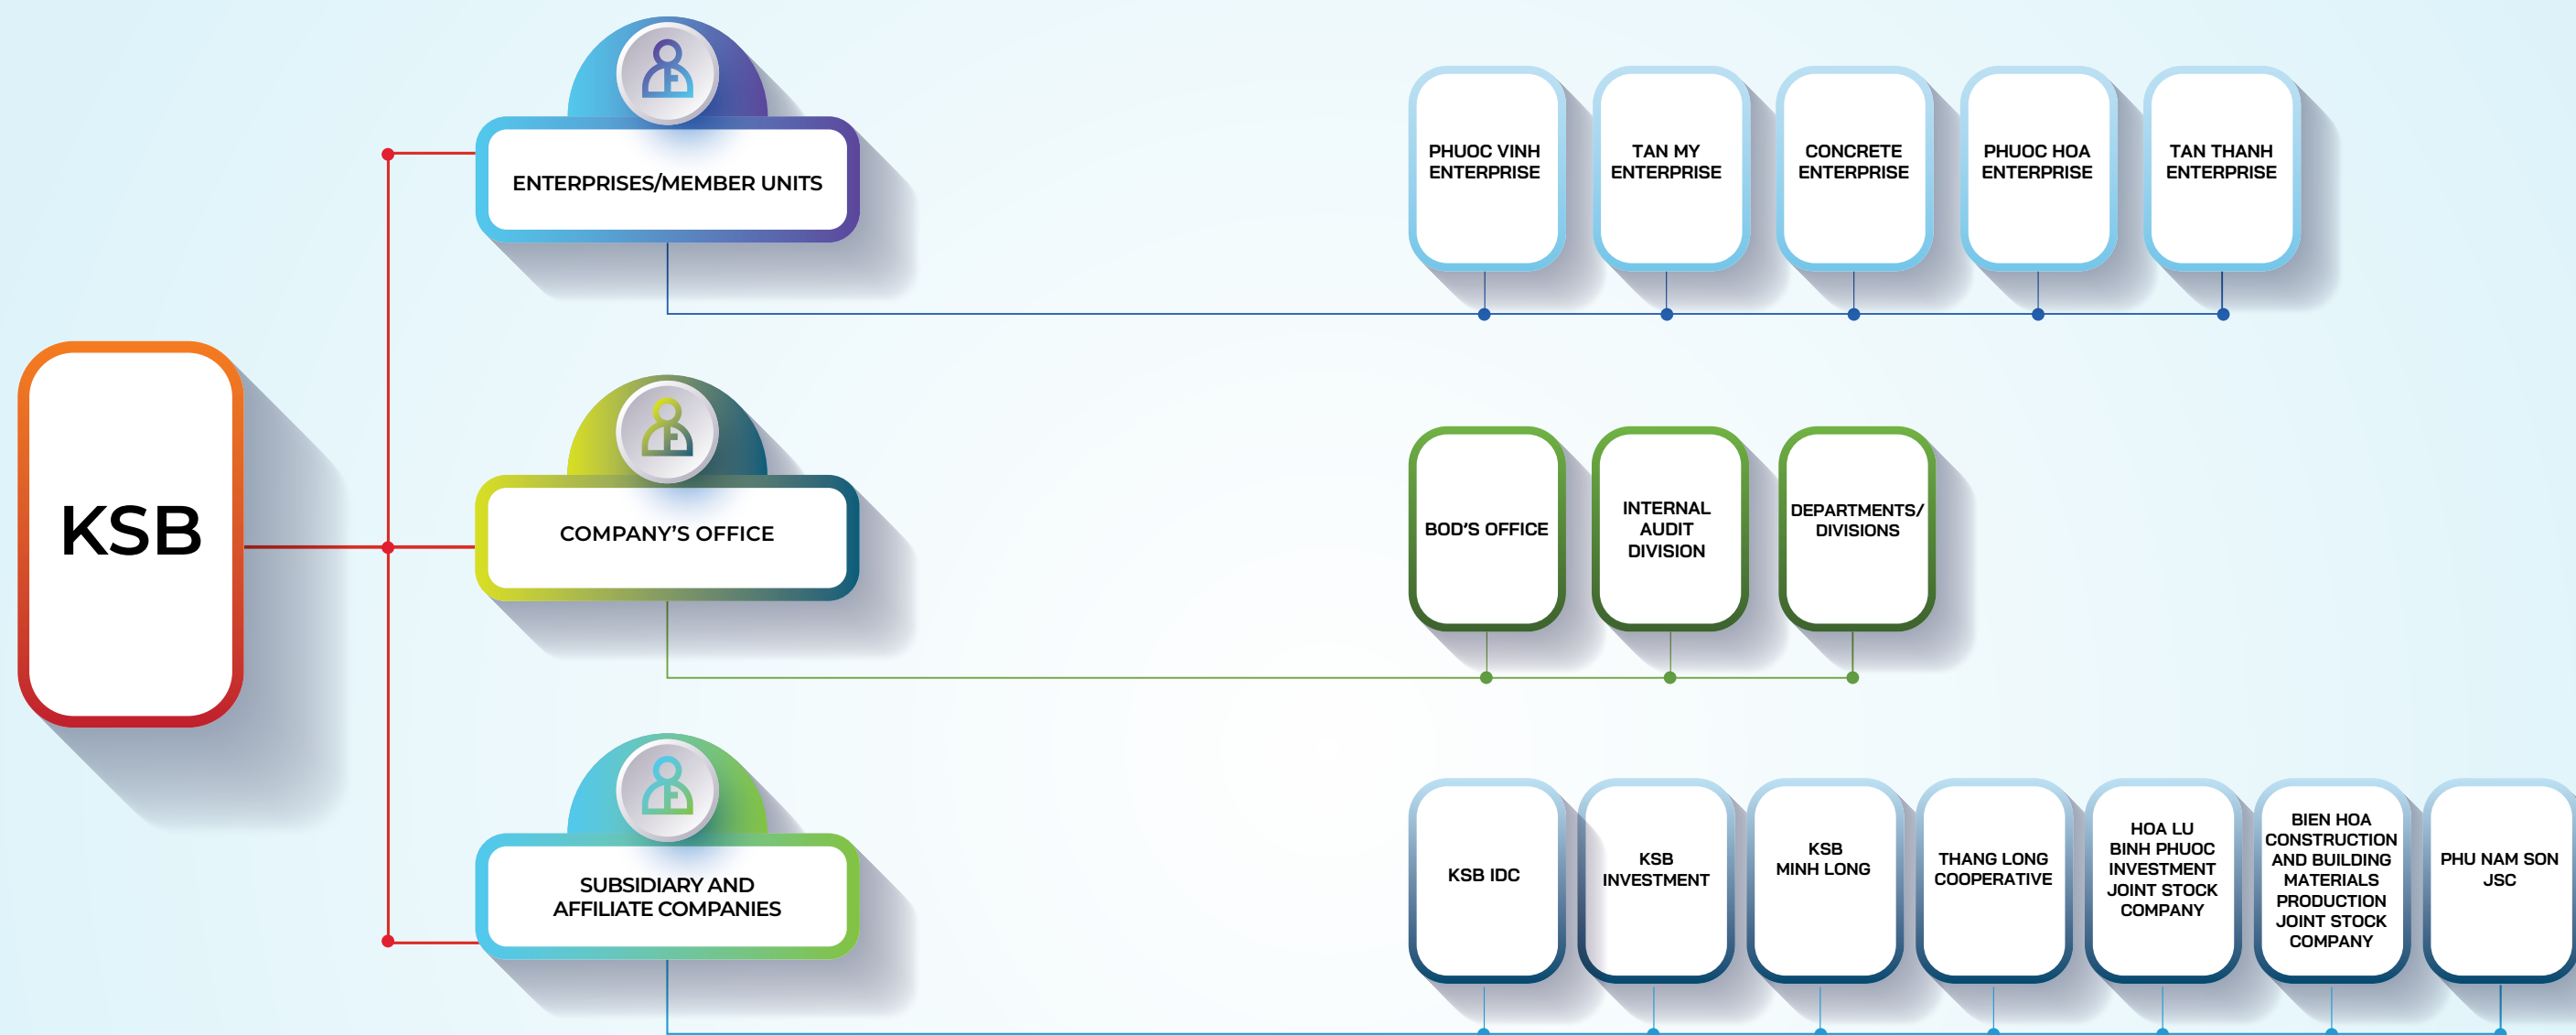 KSB
ENTERPRISES/MEMBER UNITS
PHUOC VINH
ENTERPRISE
TAN MY
ENTERPRISE
CONCRETE
ENTERPRISE
PHUOC HOA
ENTERPRISE
TAN THANH
ENTERPRISE
COMPANY’S OFFICE
BOD’S OFFICE
INTERNAL
AUDIT
DIVISION
DEPARTMENTS/
DIVISIONS
SUBSIDIARY AND
AFFILIATE COMPANIES
KSB IDC
KSB
INVESTMENT
KSB
MINH LONG
THANG LONG
COOPERATIVE
HOA LU
BINH PHUOC
INVESTMENT
JOINT STOCK
COMPANY
BIEN HOA
CONSTRUCTION
AND BUILDING
MATERIALS
PRODUCTION
JOINT STOCK
COMPANY
PHU NAM SON
JSC